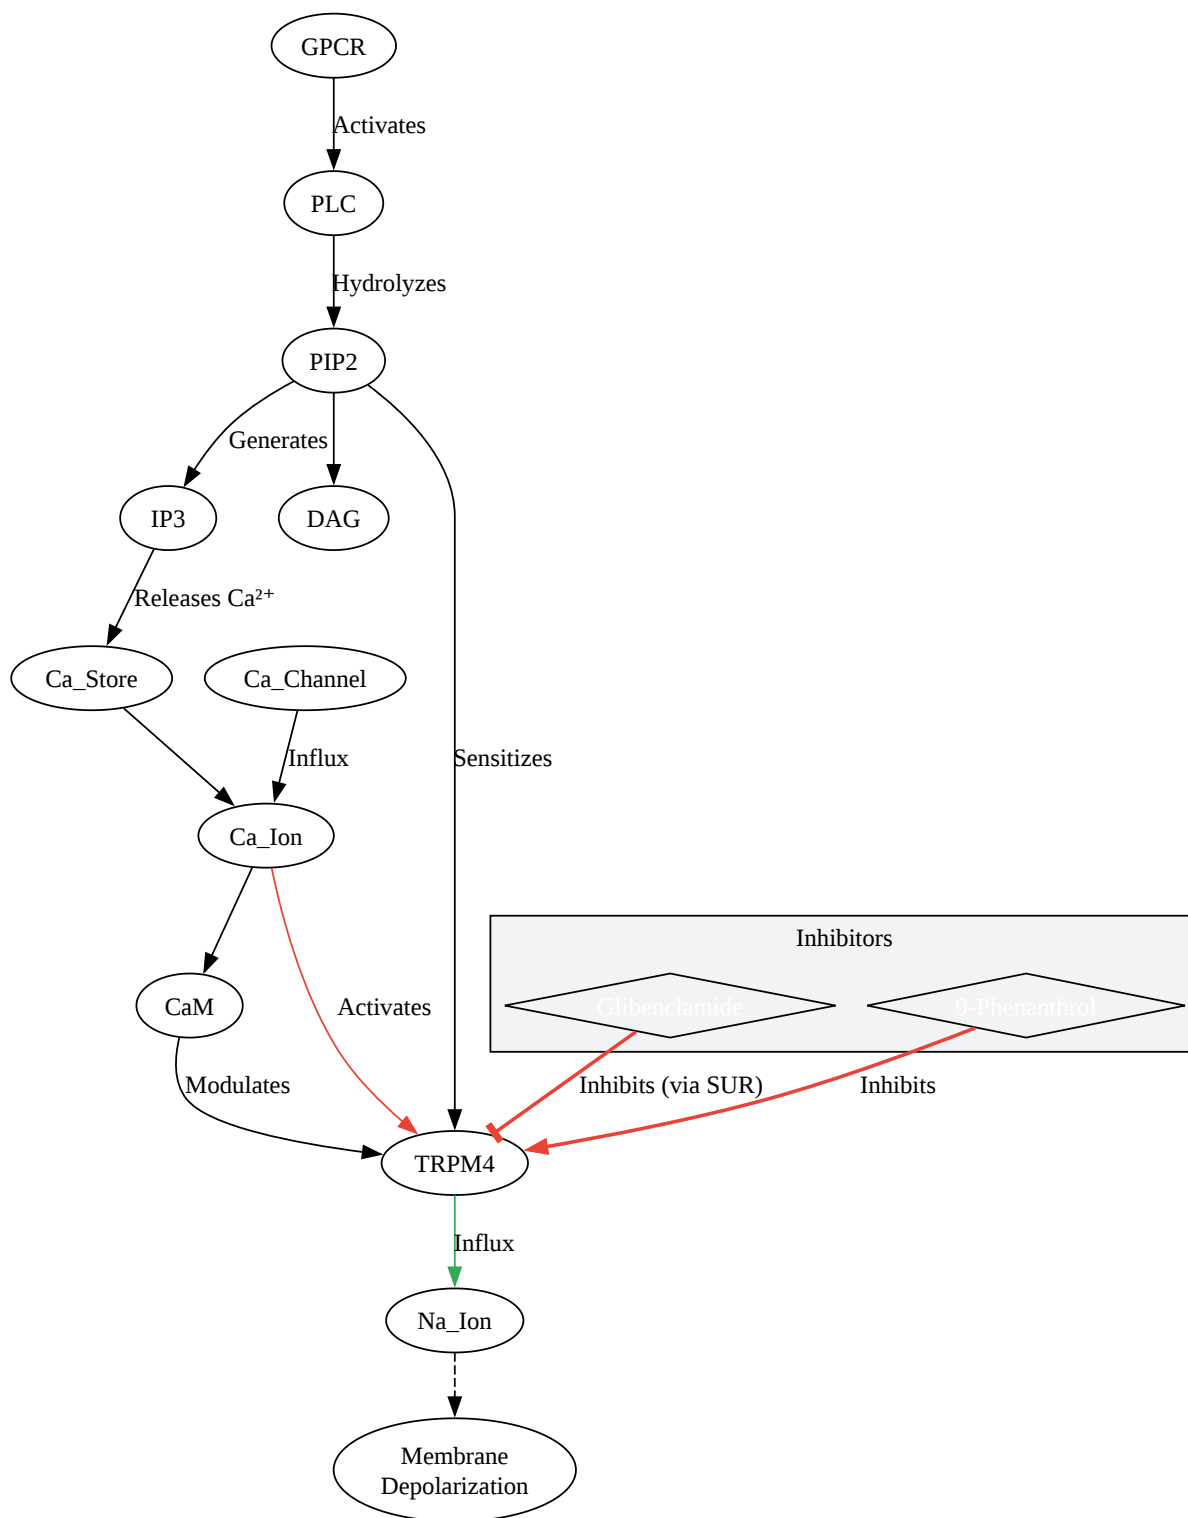 GPCR
Activates
PLC
Hydrolyzes
PIP2
Generates
IP3
DAG
Releases Ca²⁺
Ca_Store
Ca_Channel
Influx
Sensitizes
Ca_Ion
Inhibitors
CaM
Activates
Glibenclamide
9-Phenanthrol
Modulates
Inhibits (via SUR)
Inhibits
TRPM4
Influx
Na_Ion
Membrane
Depolarization